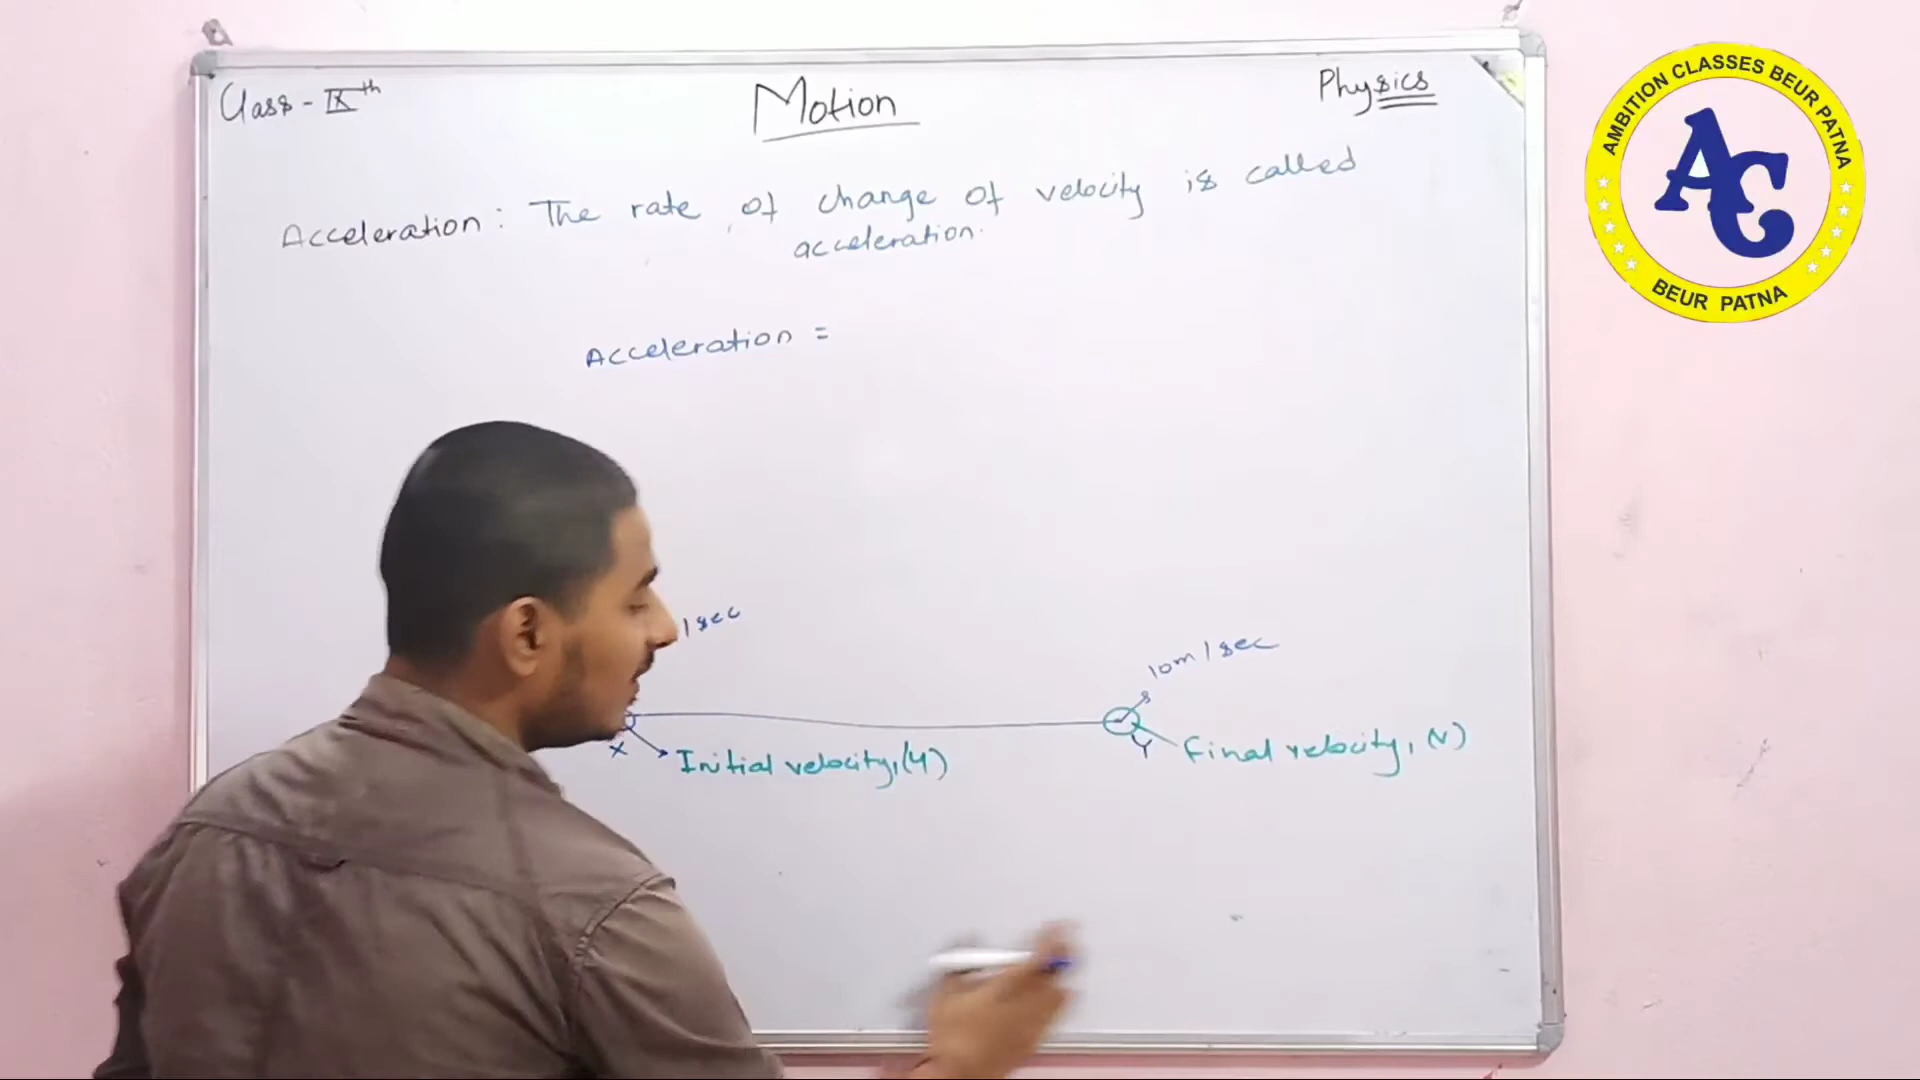 Class - IXth
Motion
Physics
Acceleration: The rate of change of velocity is called
acceleration.
Acceleration =
/sec
10m/sec
X
Initial velocity,(u)
Y
Final velocity, (v)
AMBITION CLASSES BEUR PATNA
AC
BEUR PATNA